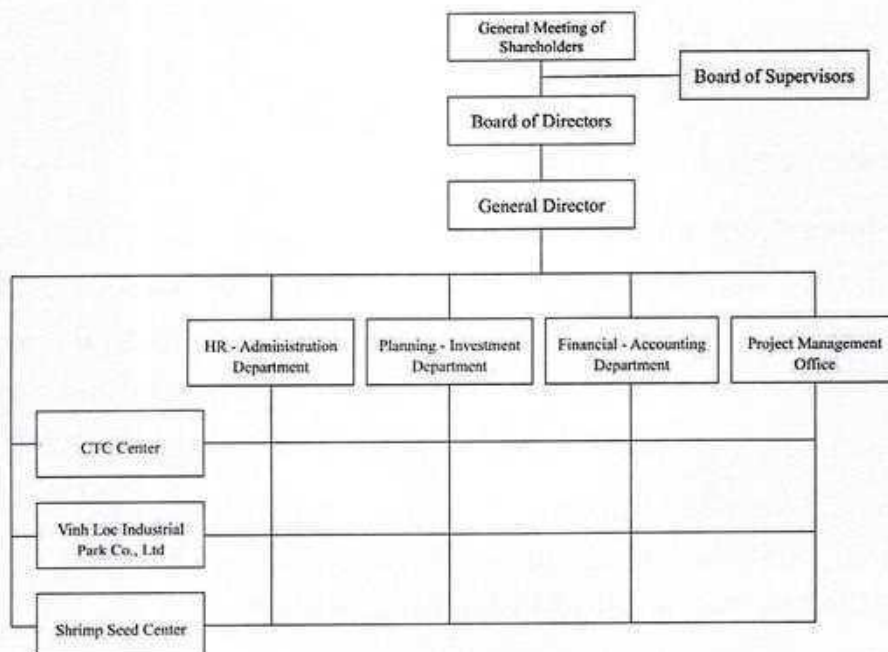 General Meeting of
Shareholders
Board of Supervisors
Board of Directors
General Director
HR - Administration
Department
Planning - Investment
Department
Financial - Accounting
Department
Project Management
Office
CTC Center
Vinh Loc Industrial
Park Co., Ltd
Shrimp Seed Center